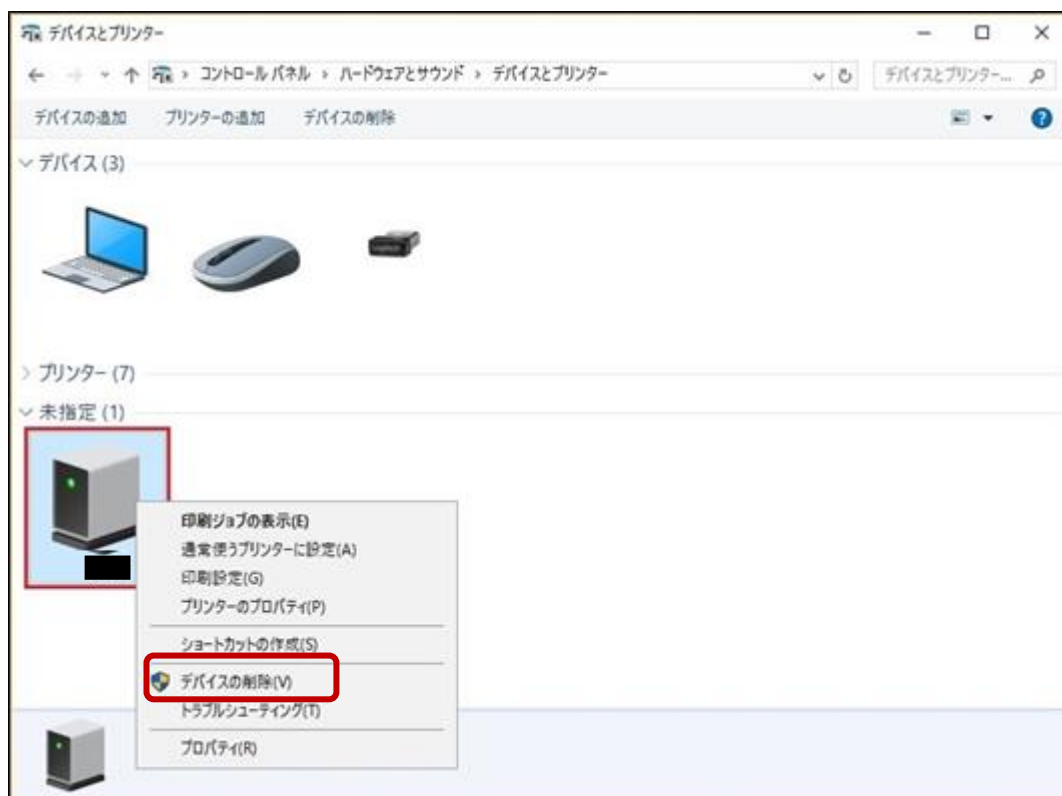 デバイスとプリンター
コントロール パネル › ハードウェアとサウンド › デバイスとプリンター
デバイスとプリンター...
デバイスの追加 プリンターの追加 デバイスの削除
デバイス (3)
プリンター (7)
未指定 (1)
印刷ジョブの表示(E)
通常使うプリンターに設定(A)
印刷設定(G)
プリンターのプロパティ(P)
ショートカットの作成(S)
デバイスの削除(V)
トラブルシューティング(T)
プロパティ(R)